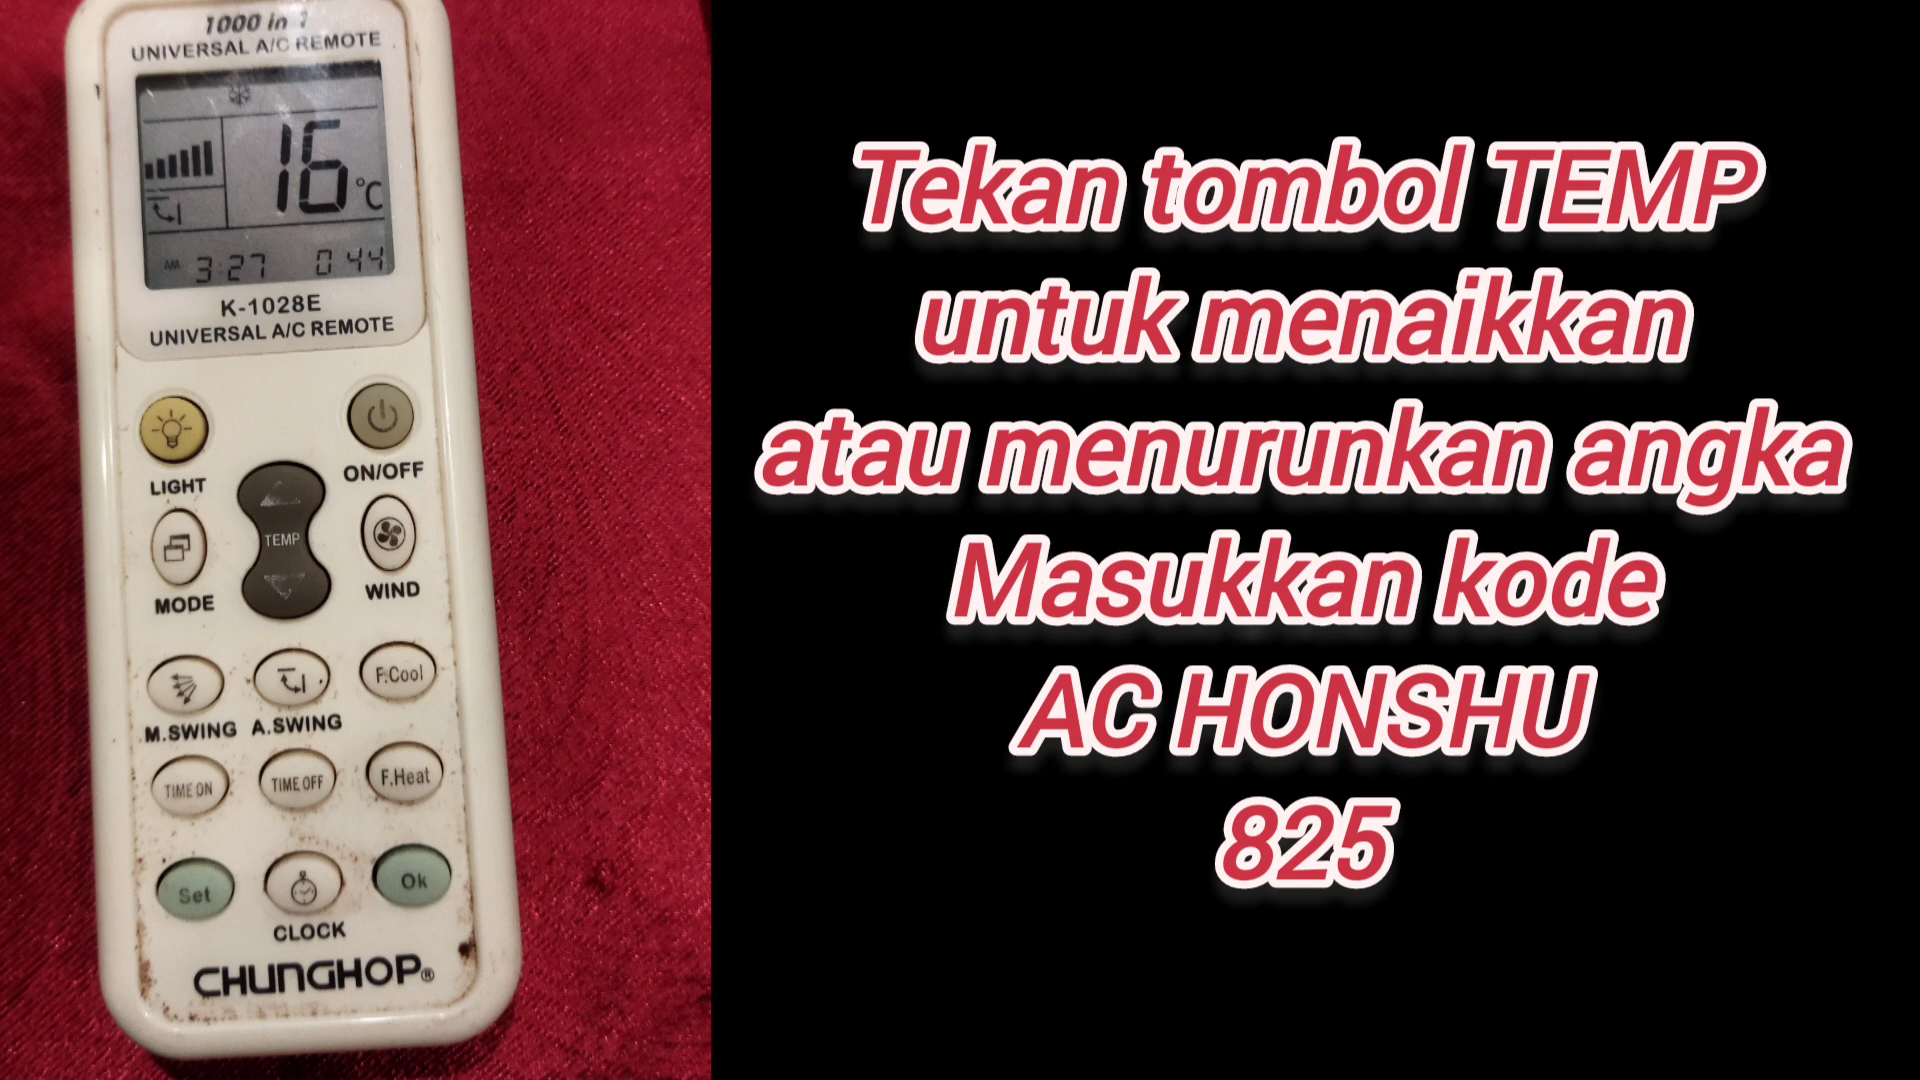 1000 in 1
UNIVERSAL A/C REMOTE
16 °C
AM 3:27 044
K-1028E
UNIVERSAL A/C REMOTE
LIGHT
ON/OFF
TEMP
MODE
WIND
F.Cool
M.SWING
A.SWING
TIME ON
TIME OFF
F.Heat
Set
Ok
CLOCK
CHUNGHOP®
Tekan tombol TEMP
untuk menaikkan
atau menurunkan angka
Masukkan kode
AC HONSHU
825